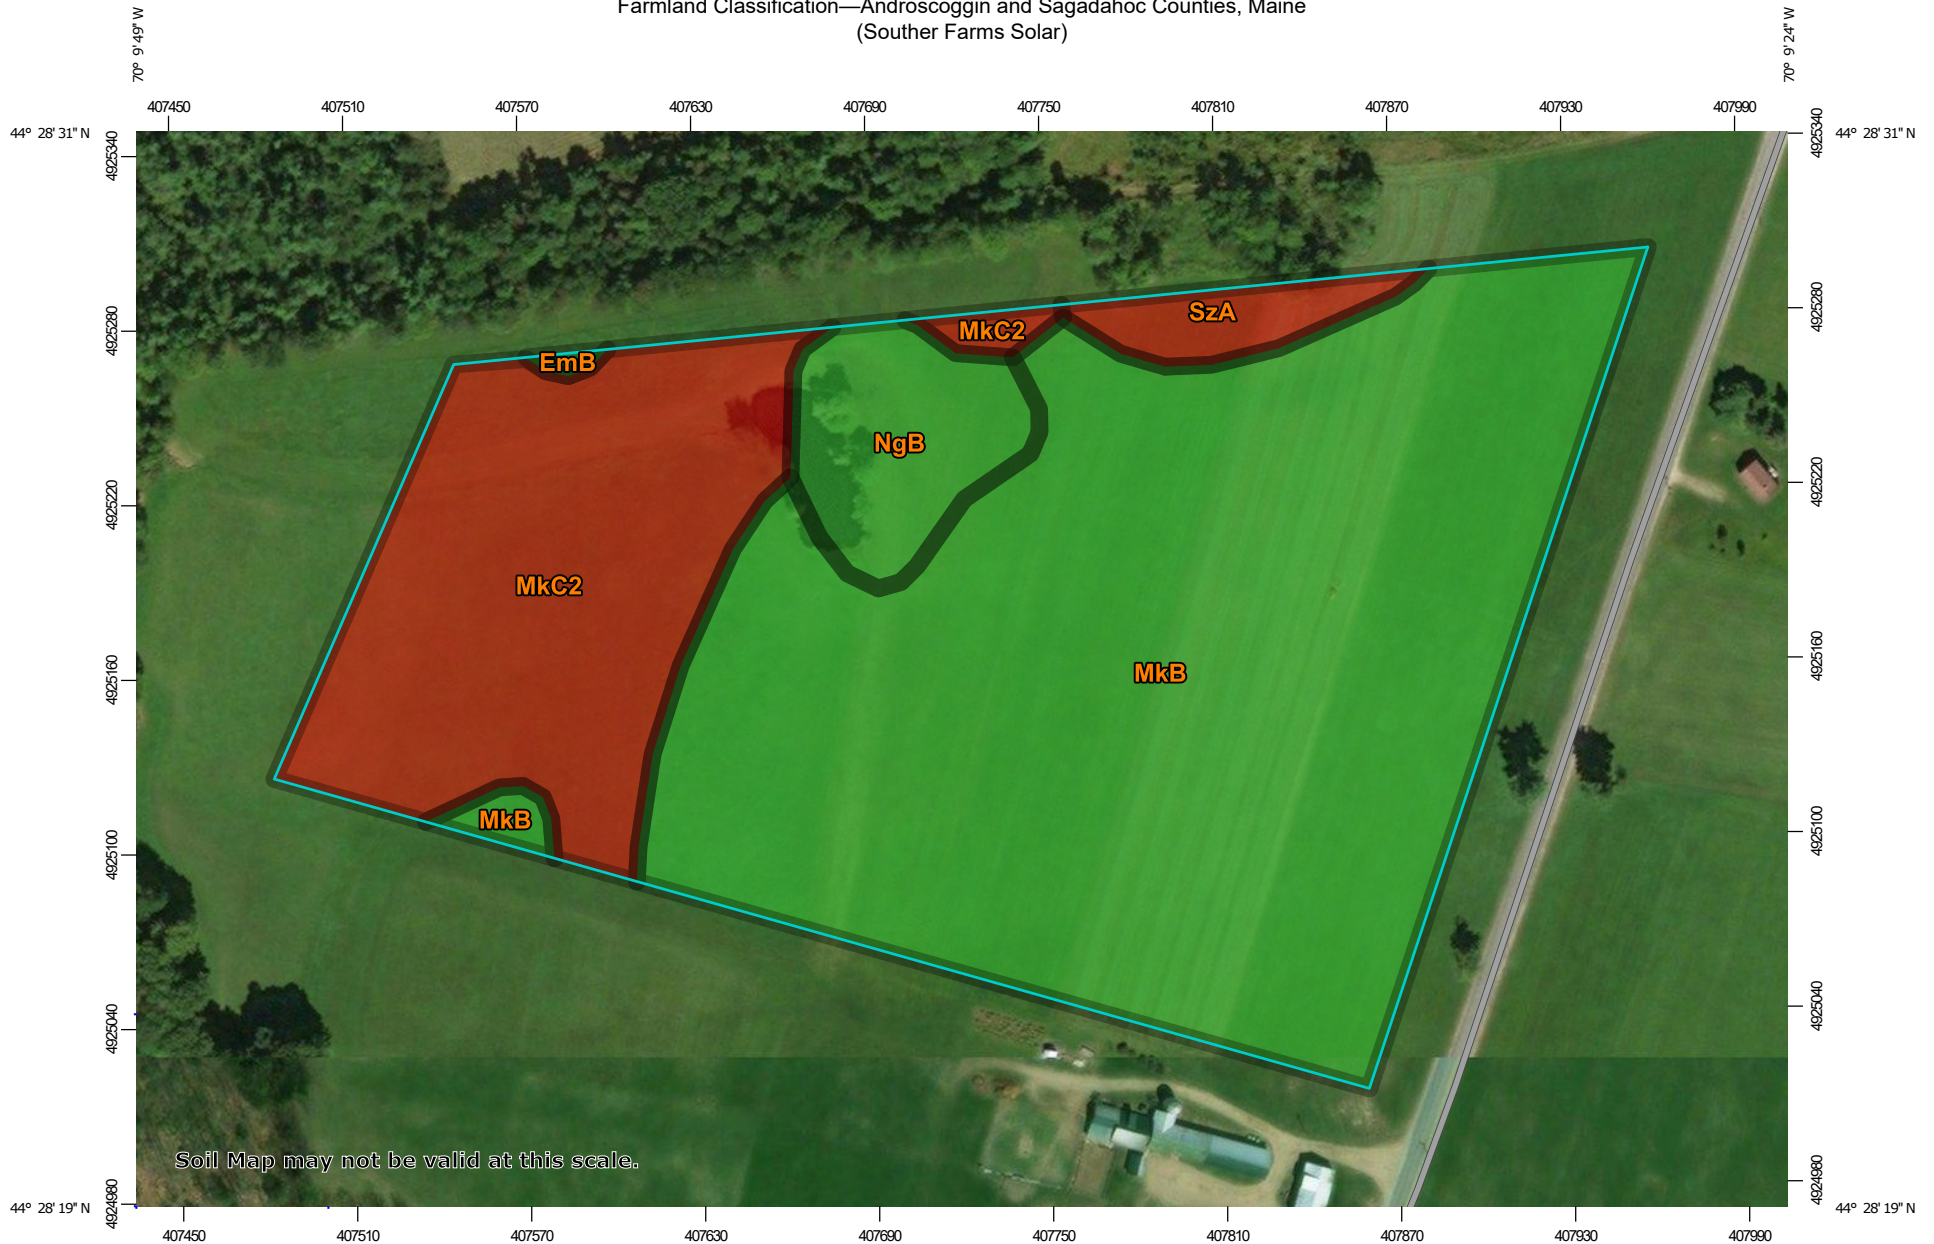 Farmland Classification—Androscoggin and Sagadahoc Counties, Maine
(Souther Farms Solar)
70° 9' 49'' W
70° 9' 24'' W
407450 407510 407570 407630 407690 407750 407810 407870 407930 407990
44° 28' 31'' N
44° 28' 31'' N
4925340
4925340
4925280
4925280
4925220
4925220
4925160
4925160
4925100
4925100
4925040
4925040
4924980
4924980
SzA
MkC2
EmB
NgB
MkC2
MkB
MkB
Soil Map may not be valid at this scale.
44° 28' 19'' N
44° 28' 19'' N
407450 407510 407570 407630 407690 407750 407810 407870 407930 407990